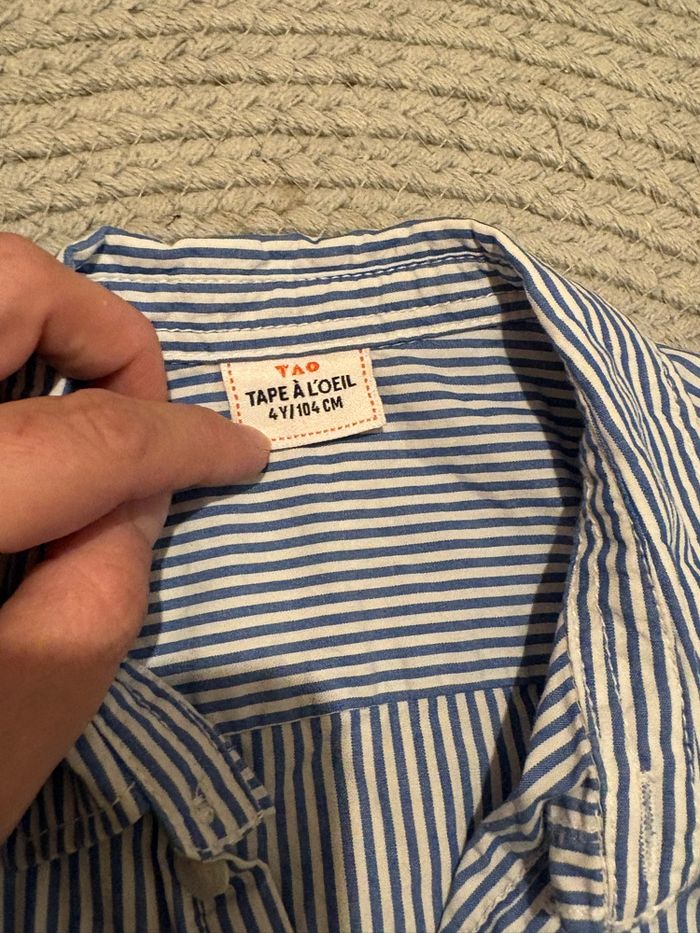 TAO
TAPE À L'OEIL
4Y/104 CM